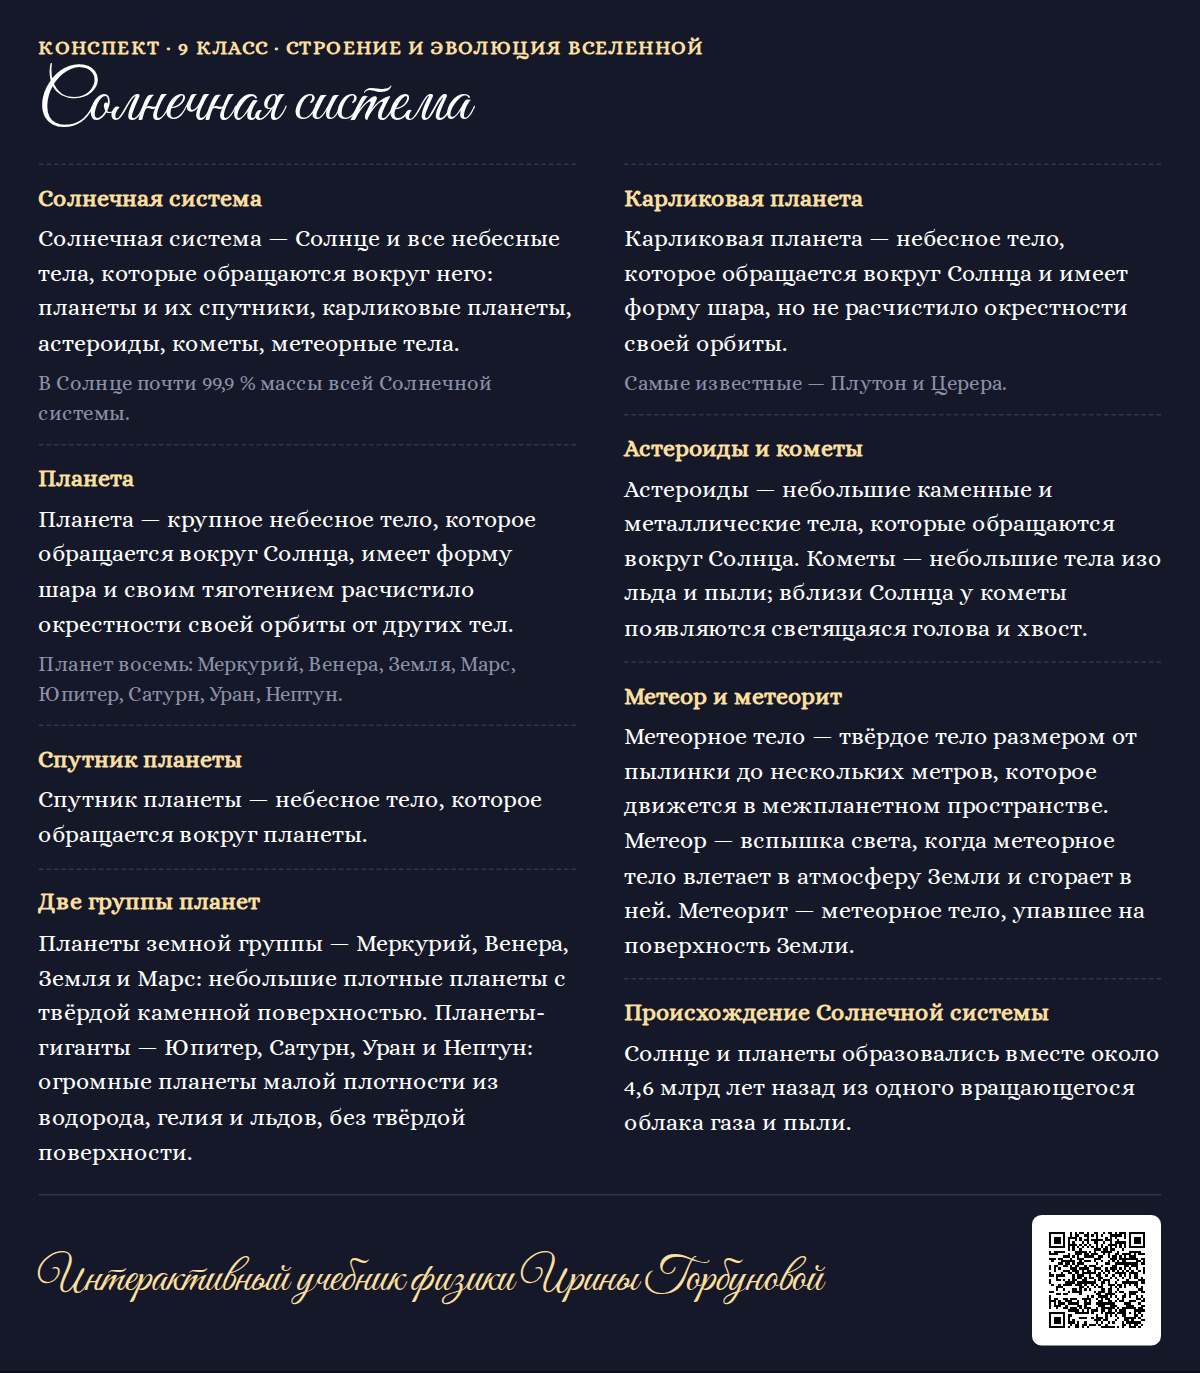 КОНСПЕКТ · 9 КЛАСС · СТРОЕНИЕ И ЭВОЛЮЦИЯ ВСЕЛЕННОЙ
Солнечная система
Солнечная система
Солнечная система — Солнце и все небесные
тела, которые обращаются вокруг него:
планеты и их спутники, карликовые планеты,
астероиды, кометы, метеорные тела.
В Солнце почти 99,9 % массы всей Солнечной
системы.
Планета
Планета — крупное небесное тело, которое
обращается вокруг Солнца, имеет форму
шара и своим тяготением расчистило
окрестности своей орбиты от других тел.
Планет восемь: Меркурий, Венера, Земля, Марс,
Юпитер, Сатурн, Уран, Нептун.
Спутник планеты
Спутник планеты — небесное тело, которое
обращается вокруг планеты.
Две группы планет
Планеты земной группы — Меркурий, Венера,
Земля и Марс: небольшие плотные планеты с
твёрдой каменной поверхностью. Планеты-
гиганты — Юпитер, Сатурн, Уран и Нептун:
огромные планеты малой плотности из
водорода, гелия и льдов, без твёрдой
поверхности.
Карликовая планета
Карликовая планета — небесное тело,
которое обращается вокруг Солнца и имеет
форму шара, но не расчистило окрестности
своей орбиты.
Самые известные — Плутон и Церера.
Астероиды и кометы
Астероиды — небольшие каменные и
металлические тела, которые обращаются
вокруг Солнца. Кометы — небольшие тела изо
льда и пыли; вблизи Солнца у кометы
появляются светящаяся голова и хвост.
Метеор и метеорит
Метеорное тело — твёрдое тело размером от
пылинки до нескольких метров, которое
движется в межпланетном пространстве.
Метеор — вспышка света, когда метеорное
тело влетает в атмосферу Земли и сгорает в
ней. Метеорит — метеорное тело, упавшее на
поверхность Земли.
Происхождение Солнечной системы
Солнце и планеты образовались вместе около
4,6 млрд лет назад из одного вращающегося
облака газа и пыли.
Интерактивный учебник физики Ирины Горбуновой